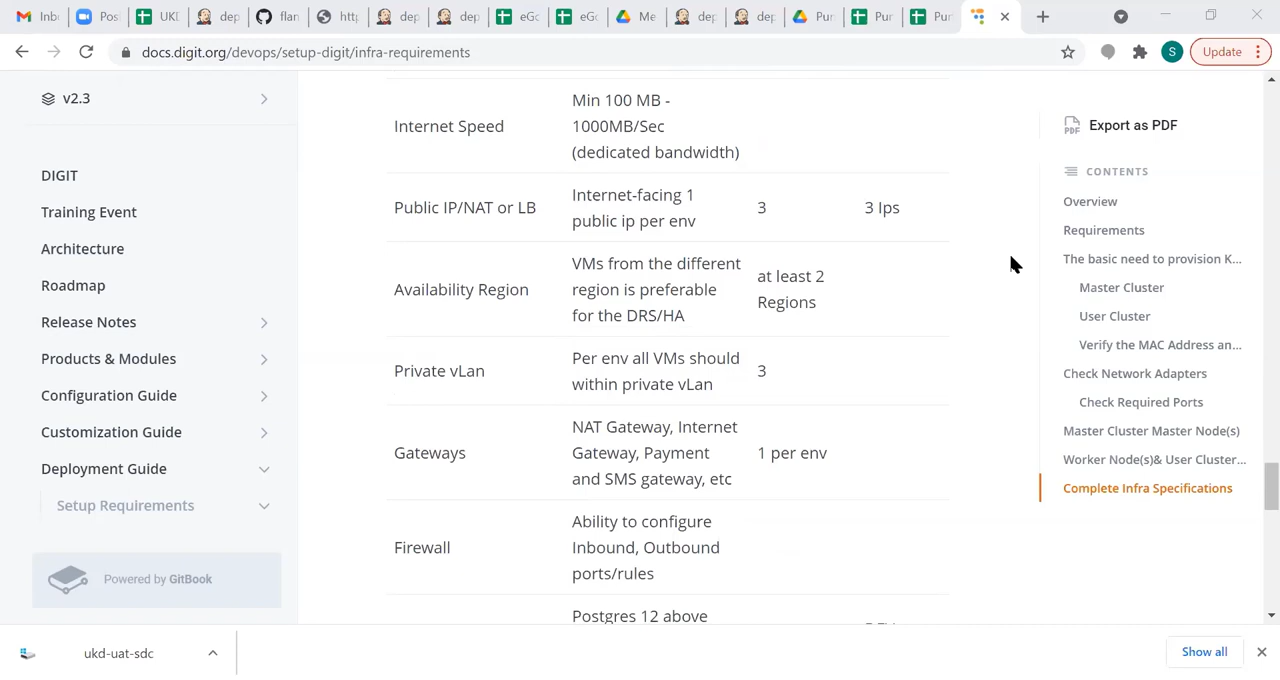 Inb
Pos
UKI
dep
flan
http
dep
dep
eGo
eGo
Me
dep
dep
Pun
Pur
Pun
docs.digit.org/devops/setup-digit/infra-requirements
S
Update
v2.3
DIGIT
Training Event
Architecture
Roadmap
Release Notes
Products & Modules
Configuration Guide
Customization Guide
Deployment Guide
Setup Requirements
Powered by GitBook
Internet Speed
Min 100 MB -
1000MB/Sec
(dedicated bandwidth)
Public IP/NAT or LB
Internet-facing 1
public ip per env
3
3 Ips
Availability Region
VMs from the different
region is preferable
for the DRS/HA
at least 2
Regions
Private vLan
Per env all VMs should
within private vLan
3
Gateways
NAT Gateway, Internet
Gateway, Payment
and SMS gateway, etc
1 per env
Firewall
Ability to configure
Inbound, Outbound
ports/rules
Postgres 12 above
PDF
Export as PDF
CONTENTS
Overview
Requirements
The basic need to provision K...
Master Cluster
User Cluster
Verify the MAC Address an...
Check Network Adapters
Check Required Ports
Master Cluster Master Node(s)
Worker Node(s)& User Cluster...
Complete Infra Specifications
ukd-uat-sdc
Show all